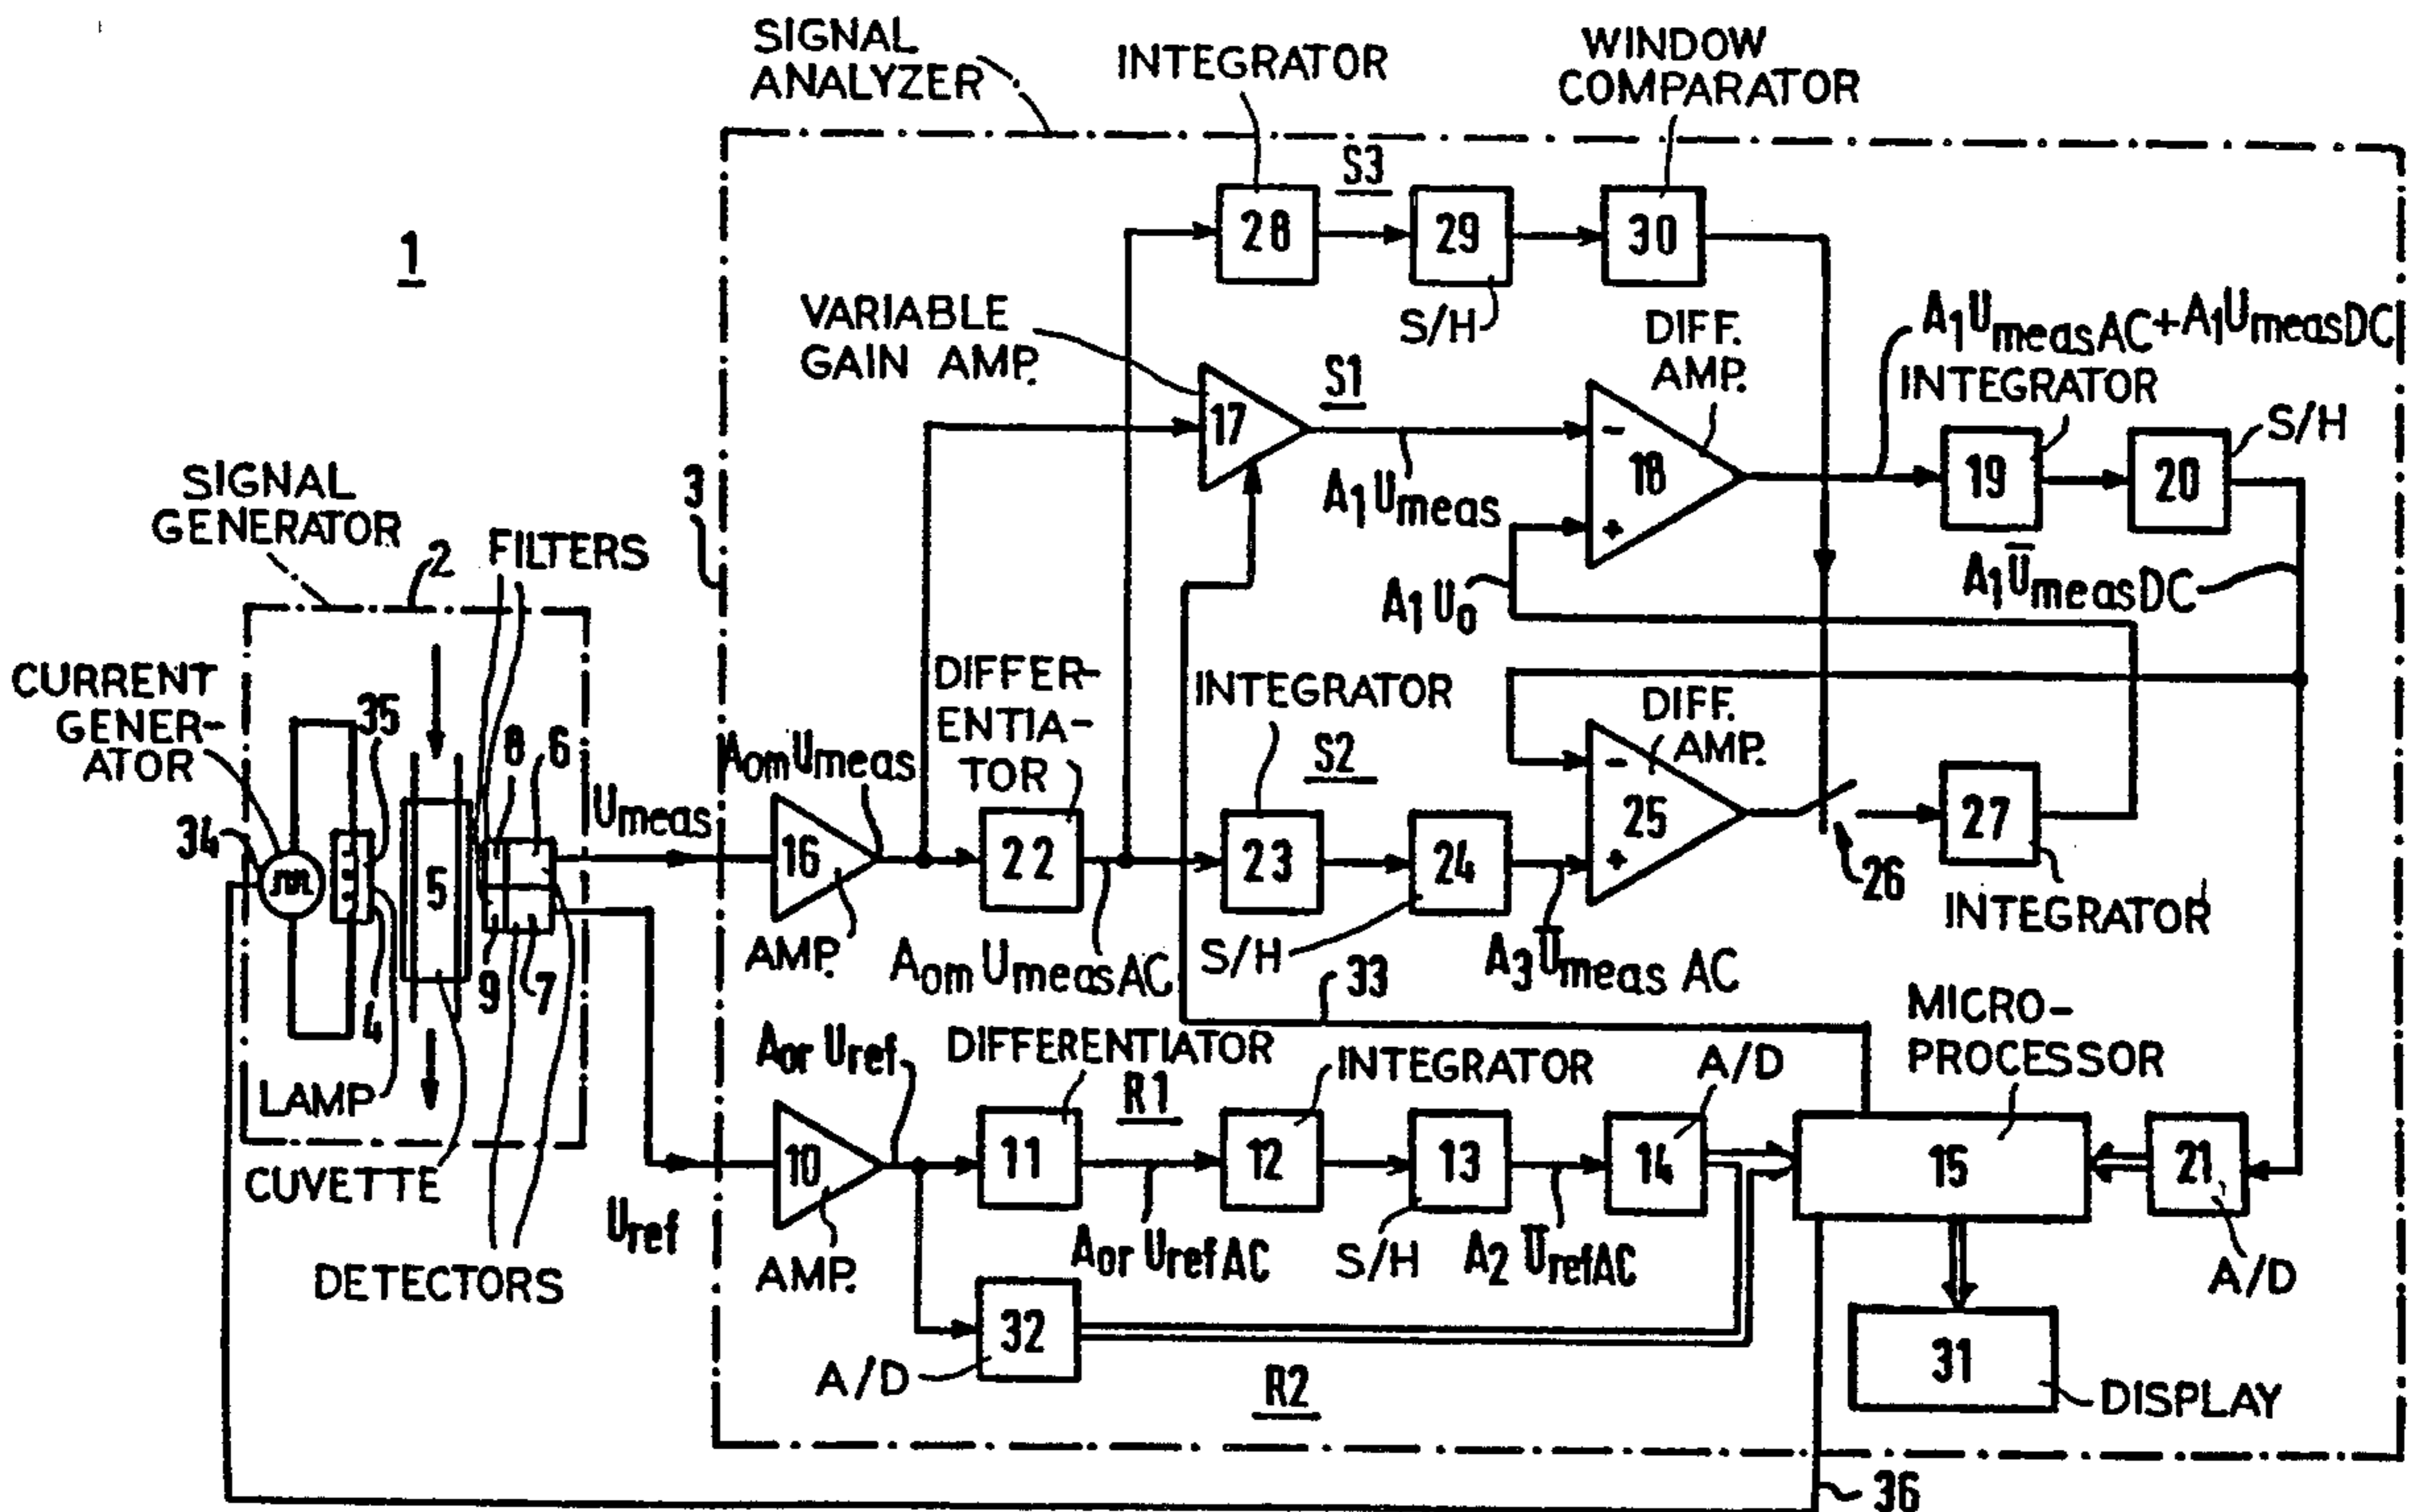 SIGNAL
ANALYZER
INTEGRATOR
WINDOW
COMPARATOR
S3
28
29
30
1
S/H
VARIABLE
GAIN AMP.
DIFF.
AMP.
A1UmeasAC+A1UmeasDC
INTEGRATOR
S1
17
-
18
+
19
20
S/H
A1Umeas
3
SIGNAL
GENERATOR
2
FILTERS
A1U0
A1ŪmeasDC
CURRENT
GENER-
ATOR
35
8
6
34
5
4
9
7
Umeas
AomUmeas
DIFFER-
ENTIA-
TOR
INTEGRATOR
S2
DIFF.
AMP.
-
25
+
16
22
23
24
26
27
INTEGRATOR
AMP.
AomUmeasAC
S/H
A3Ūmeas AC
33
LAMP
CUVETTE
DETECTORS
Uref
AorUref
DIFFERENTIATOR
R1
INTEGRATOR
A/D
MICRO-
PROCESSOR
10
11
12
13
14
15
21
AMP.
AorUrefAC
S/H
A2ŪrefAC
A/D
32
A/D
R2
31
DISPLAY
36